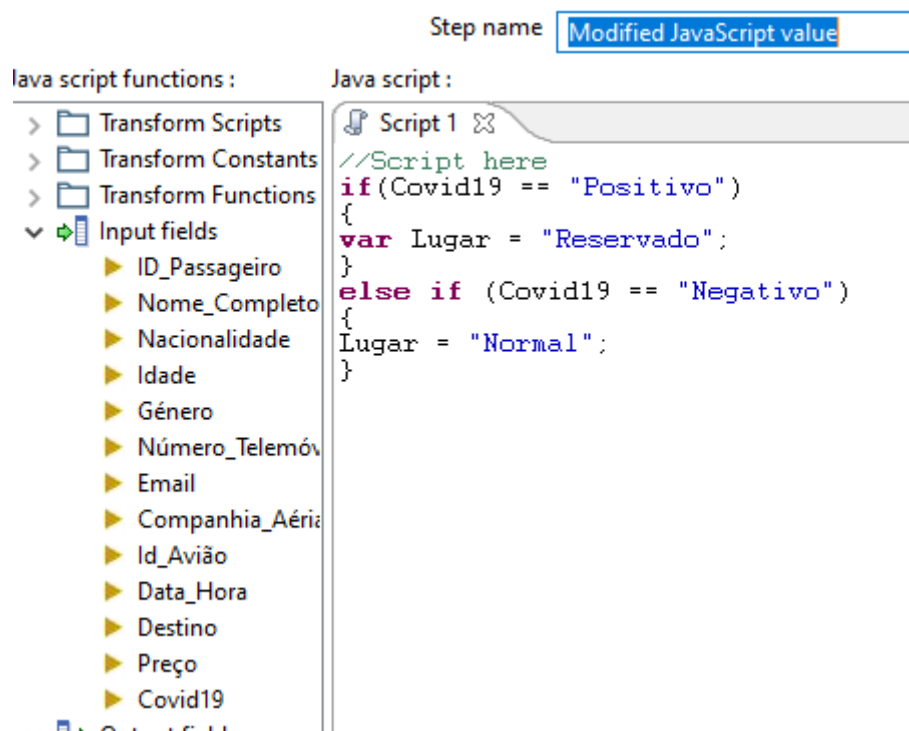 Step name Modified JavaScript value
Java script functions :
Java script :
Transform Scripts
Transform Constants
Transform Functions
Input fields
ID_Passageiro
Nome_Completo
Nacionalidade
Idade
Género
Número_Telemóv
Email
Companhia_Aéria
Id_Avião
Data_Hora
Destino
Preço
Covid19
Script 1
//Script here
if(Covid19 == "Positivo")
{
var Lugar = "Reservado";
}
else if (Covid19 == "Negativo")
{
Lugar = "Normal";
}